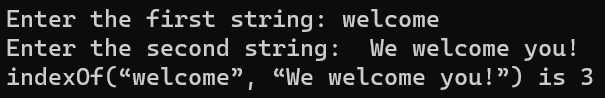 Enter the first string: welcome
Enter the second string:  We welcome you!
indexOf(“welcome”, “We welcome you!”) is 3